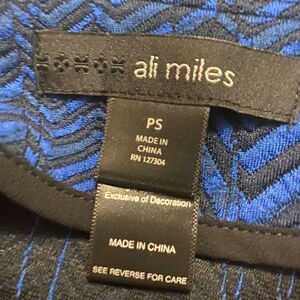 ali miles
PS
MADE IN
CHINA
RN 127304
Exclusive of Decoration
MADE IN CHINA
SEE REVERSE FOR CARE